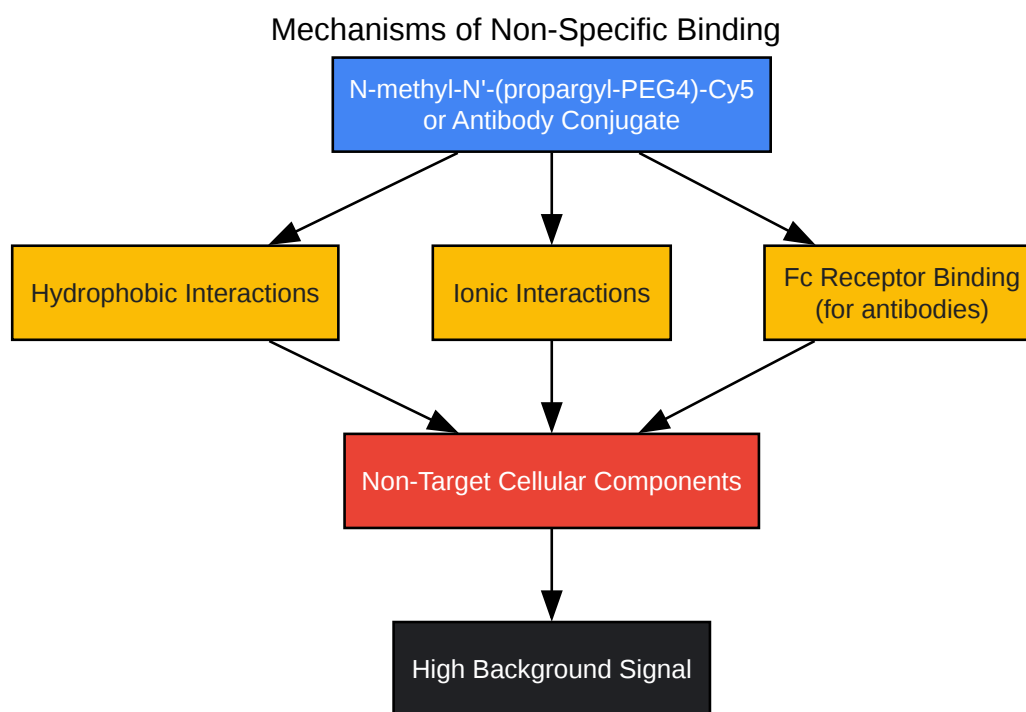 Mechanisms of Non-Specific Binding
N-methyl-N'-(propargyl-PEG4)-Cy5
or Antibody Conjugate
Hydrophobic Interactions
Ionic Interactions
Fc Receptor Binding
(for antibodies)
Non-Target Cellular Components
High Background Signal